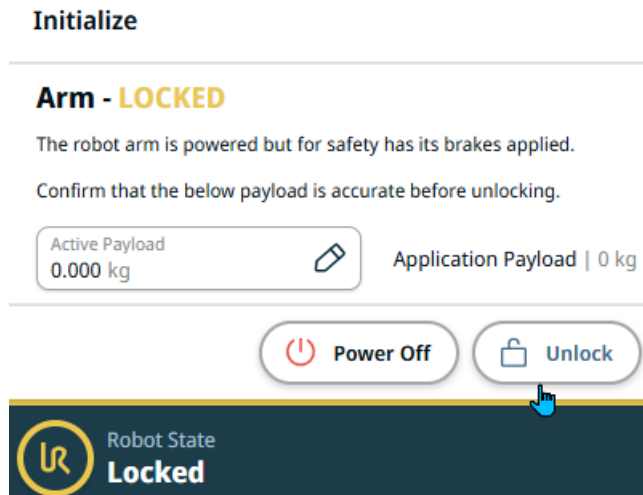 Initialize
Arm - LOCKED
The robot arm is powered but for safety has its brakes applied.
Confirm that the below payload is accurate before unlocking.
Active Payload
0.000 kg
Application Payload | 0 kg
Power Off
Unlock
Robot State
Locked